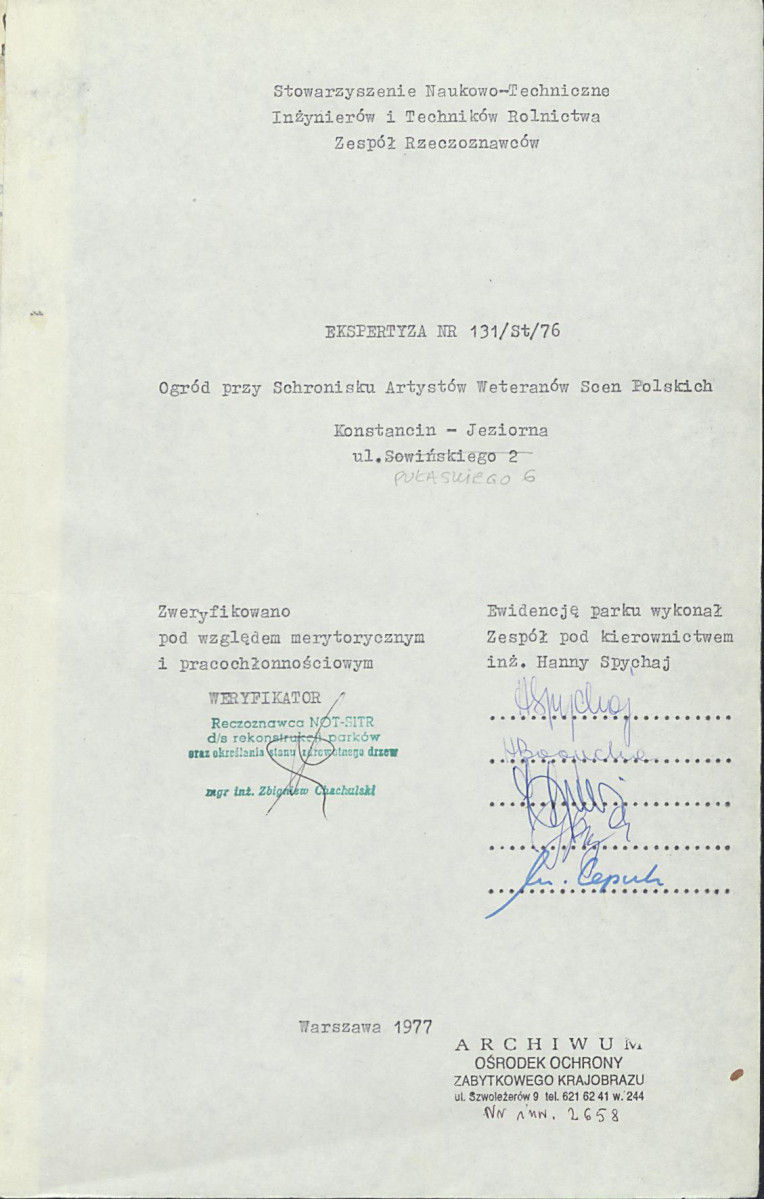 Stowarzyszenie Naukowo-Techniczne
Inżynierów i Techników Rolnictwa
Zespół Rzeczoznawców
EKSPERTYZA NR 131/St/76
Ogród przy Schronisku Artystów Weteranów Scen Polskich
Konstancin - Jeziorna
ul.Sowińskiego 2
PUŁASKIEGO 6
Zweryfikowano
pod względem merytorycznym
i pracochłonnościowym
WERYFIKATOR
Reczoznawca NOT-SITR
d/s rekonstrukcji parków
oraz określania stanu zdrowotnego drzew
mgr inż. Zbigniew Chachulski
Ewidencję parku wykonał
Zespół pod kierownictwem
inż. Hanny Spychaj
HSpychaj
Warszawa 1977
ARCHIWUM
OŚRODEK OCHRONY
ZABYTKOWEGO KRAJOBRAZU
ul. Szwoleżerów 9 tel. 621 62 41 w. 244
Nr inw. 2658